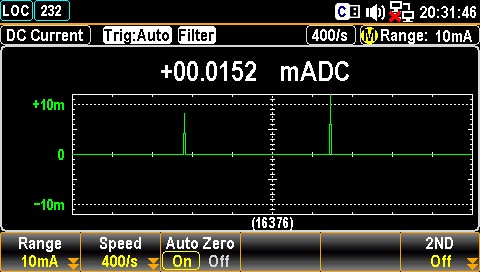 LOC 232 C 20:31:46
DC Current Trig:Auto Filter 400/s M Range: 10mA
+00.0152 mADC
+10m
0
−10m
(16376)
Range Speed Auto Zero 2ND
10mA 400/s On Off Off